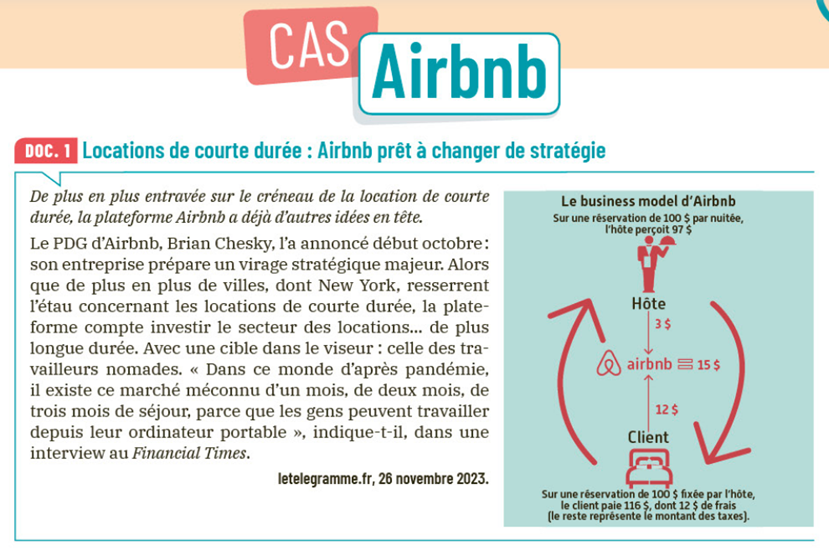 CAS
Airbnb
DOC. 1 Locations de courte durée : Airbnb prêt à changer de stratégie
De plus en plus entravée sur le créneau de la location de courte
durée, la plateforme Airbnb a déjà d'autres idées en tête.
Le PDG d'Airbnb, Brian Chesky, l'a annoncé début octobre :
son entreprise prépare un virage stratégique majeur. Alors
que de plus en plus de villes, dont New York, resserrent
l'étau concernant les locations de courte durée, la plate-
forme compte investir le secteur des locations... de plus
longue durée. Avec une cible dans le viseur : celle des tra-
vailleurs nomades. « Dans ce monde d'après pandémie,
il existe ce marché méconnu d'un mois, de deux mois, de
trois mois de séjour, parce que les gens peuvent travailler
depuis leur ordinateur portable », indique-t-il, dans une
interview au Financial Times.
letelegramme.fr, 26 novembre 2023.
Le business model d'Airbnb
Sur une réservation de 100 $ par nuitée,
l'hôte perçoit 97 $
Hôte
3 $
airbnb = 15 $
12 $
Client
Sur une réservation de 100 $ fixée par l'hôte,
le client paie 116 $, dont 12 $ de frais
(le reste représente le montant des taxes).